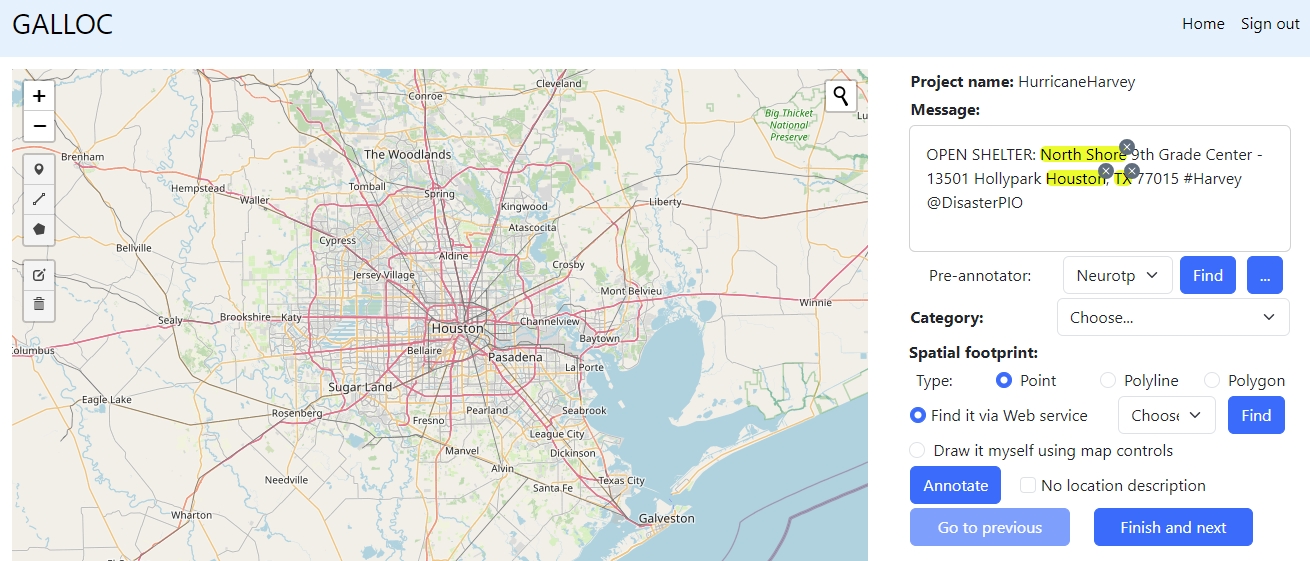 GALLOC
Home Sign out
+
−
Cleveland
Conroe
Big Thicket
National
Preserve
Lu
Brenham
The Woodlands
Hempstead
Tomball
Spring
Waller
Kingwood
Liberty
Atascocita
Cypress
Bellville
Aldine
Crosby
Jersey Village
Mont Belvieu
Winnie
Sealy
Brookshire
Katy
Houston
Channelview
Baytown
olumbus
Bellaire
Pasadena
La Porte
Sugar Land
Eagle Lake
Rosenberg
Pearland
Seabrook
Fresno
League City
Manvel
Dickinson
Alvin
Needville
Texas City
Santa Fe
Wharton
Galveston
Project name: HurricaneHarvey
Message:
OPEN SHELTER: North Shore 9th Grade Center -
13501 Hollypark Houston, TX 77015 #Harvey
@DisasterPIO
Pre-annotator: Neurotp Find ...
Category: Choose...
Spatial footprint:
Type: Point Polyline Polygon
Find it via Web service Choose Find
Draw it myself using map controls
Annotate No location description
Go to previous Finish and next